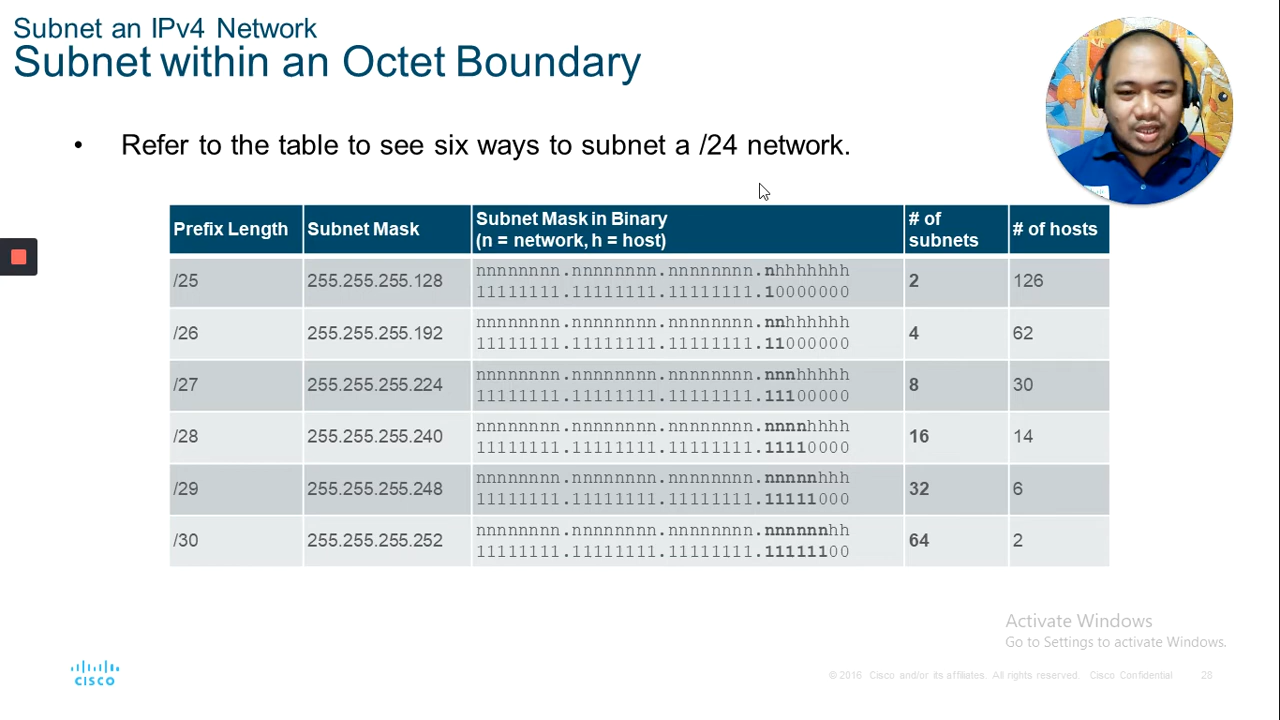 Subnet an IPv4 Network
Subnet within an Octet Boundary
• Refer to the table to see six ways to subnet a /24 network.
Prefix Length Subnet Mask Subnet Mask in Binary (n = network, h = host) # of subnets # of hosts
/25 255.255.255.128 nnnnnnnn.nnnnnnnn.nnnnnnnn.nhhhhhhh 2 126
11111111.11111111.11111111.10000000
/26 255.255.255.192 nnnnnnnn.nnnnnnnn.nnnnnnnn.nnhhhhhh 4 62
11111111.11111111.11111111.11000000
/27 255.255.255.224 nnnnnnnn.nnnnnnnn.nnnnnnnn.nnnhhhhh 8 30
11111111.11111111.11111111.11100000
/28 255.255.255.240 nnnnnnnn.nnnnnnnn.nnnnnnnn.nnnnhhhh 16 14
11111111.11111111.11111111.11110000
/29 255.255.255.248 nnnnnnnn.nnnnnnnn.nnnnnnnn.nnnnnhhh 32 6
11111111.11111111.11111111.11111000
/30 255.255.255.252 nnnnnnnn.nnnnnnnn.nnnnnnnn.nnnnnnhh 64 2
11111111.11111111.11111111.11111100
Activate Windows
Go to Settings to activate Windows.
CISCO
© 2016 Cisco and/or its affiliates. All rights reserved. Cisco Confidential 28